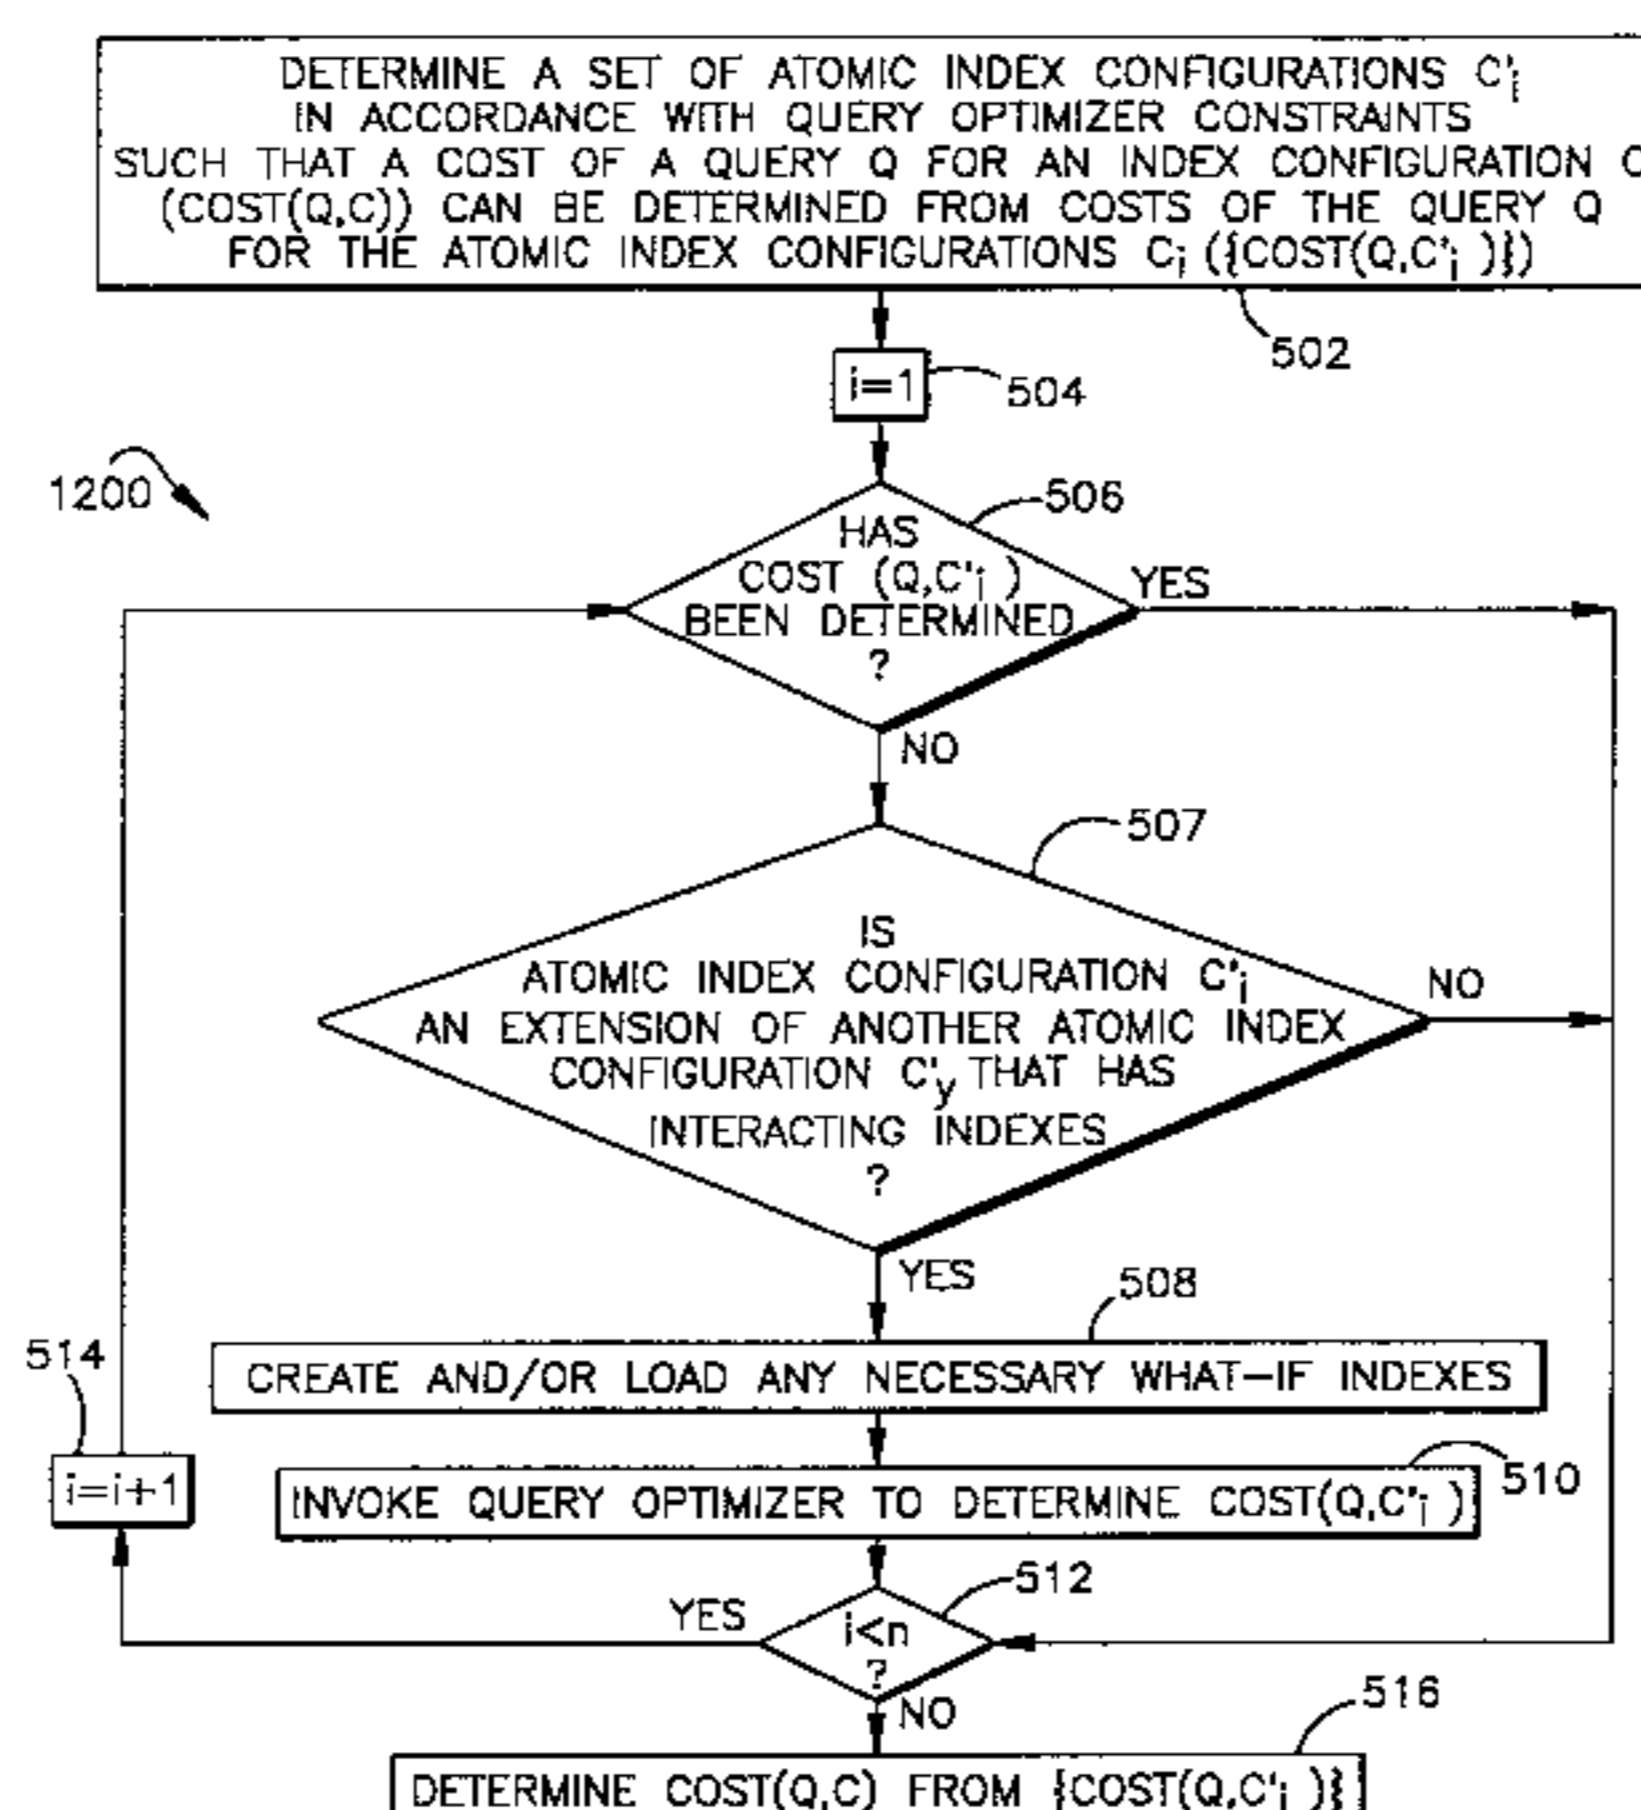 DETERMINE A SET OF ATOMIC INDEX CONFIGURATIONS C'i
IN ACCORDANCE WITH QUERY OPTIMIZER CONSTRAINTS
SUCH THAT A COST OF A QUERY Q FOR AN INDEX CONFIGURATION C
(COST(Q,C)) CAN BE DETERMINED FROM COSTS OF THE QUERY Q
FOR THE ATOMIC INDEX CONFIGURATIONS Ci ({COST(Q,C'i )})
502
i=1
504
1200
506
HAS
COST (Q,C'i )
BEEN DETERMINED
?
YES
NO
507
IS
ATOMIC INDEX CONFIGURATION C'i
AN EXTENSION OF ANOTHER ATOMIC INDEX
CONFIGURATION C'y THAT HAS
INTERACTING INDEXES
?
NO
YES
508
CREATE AND/OR LOAD ANY NECESSARY WHAT-IF INDEXES
514
i=i+1
510
INVOKE QUERY OPTIMIZER TO DETERMINE COST(Q,C'i )
512
YES
i<n
?
NO
516
DETERMINE COST(Q,C) FROM {COST(Q,C'i )}